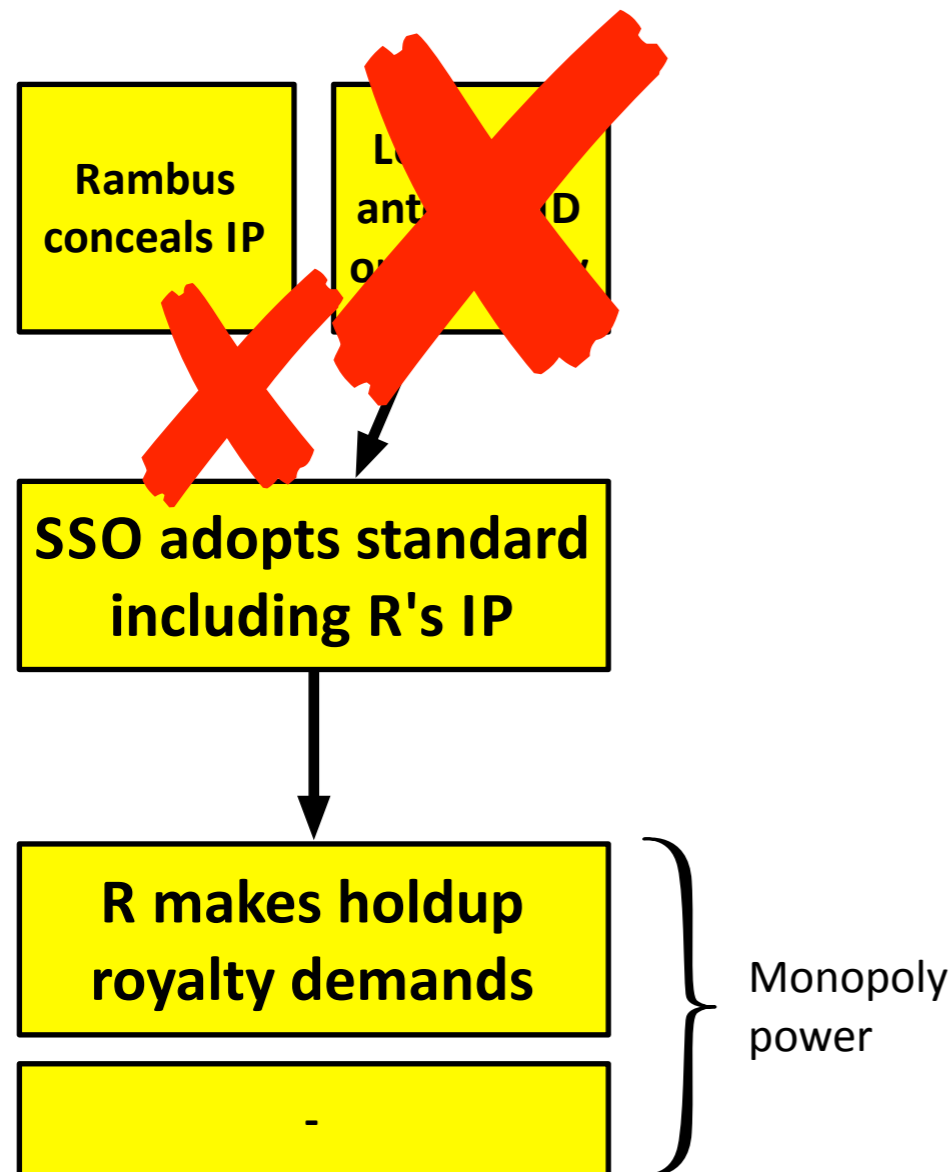 Rambus
conceals IP
SSO adopts standard
including R's IP
R makes holdup
royalty demands
Monopoly
power
-